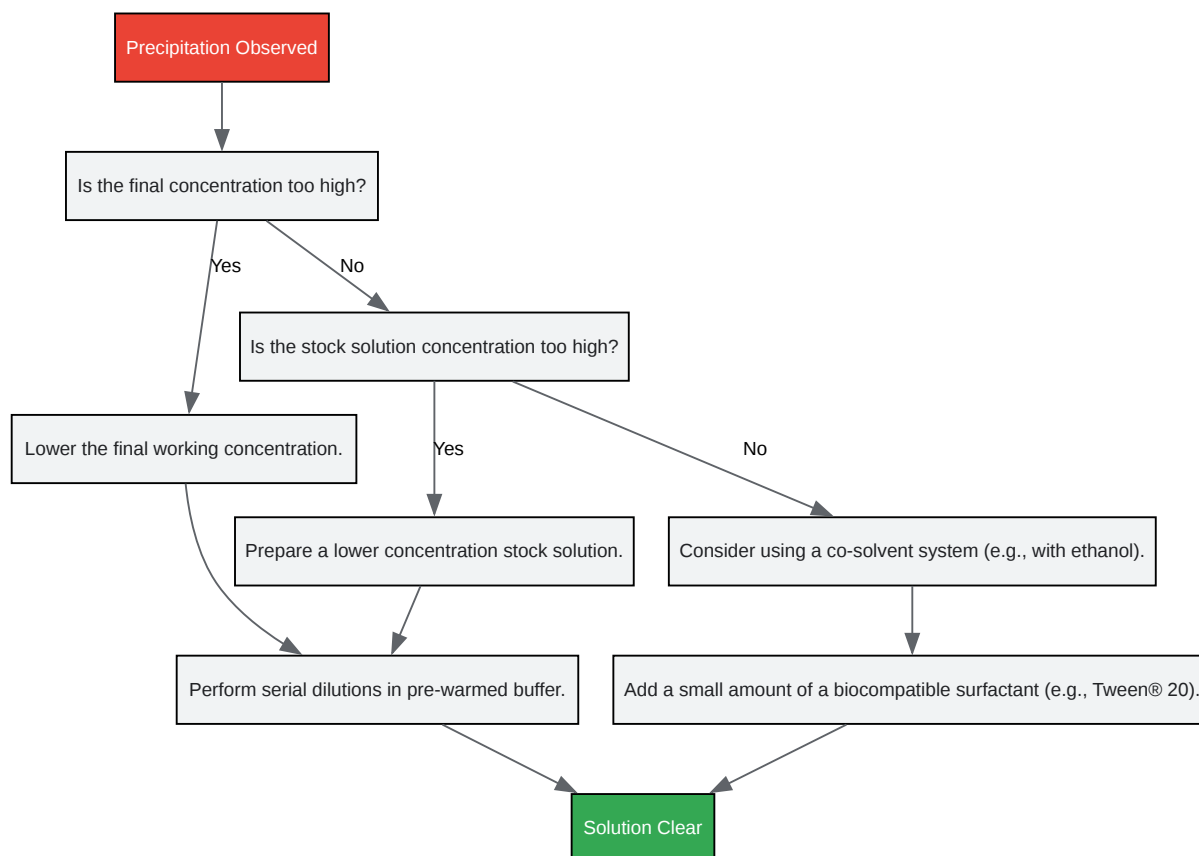 Precipitation Observed
Is the final concentration too high?
Yes
No
Is the stock solution concentration too high?
Lower the final working concentration.
Yes
No
Prepare a lower concentration stock solution.
Consider using a co-solvent system (e.g., with ethanol).
Perform serial dilutions in pre-warmed buffer.
Add a small amount of a biocompatible surfactant (e.g., Tween® 20).
Solution Clear